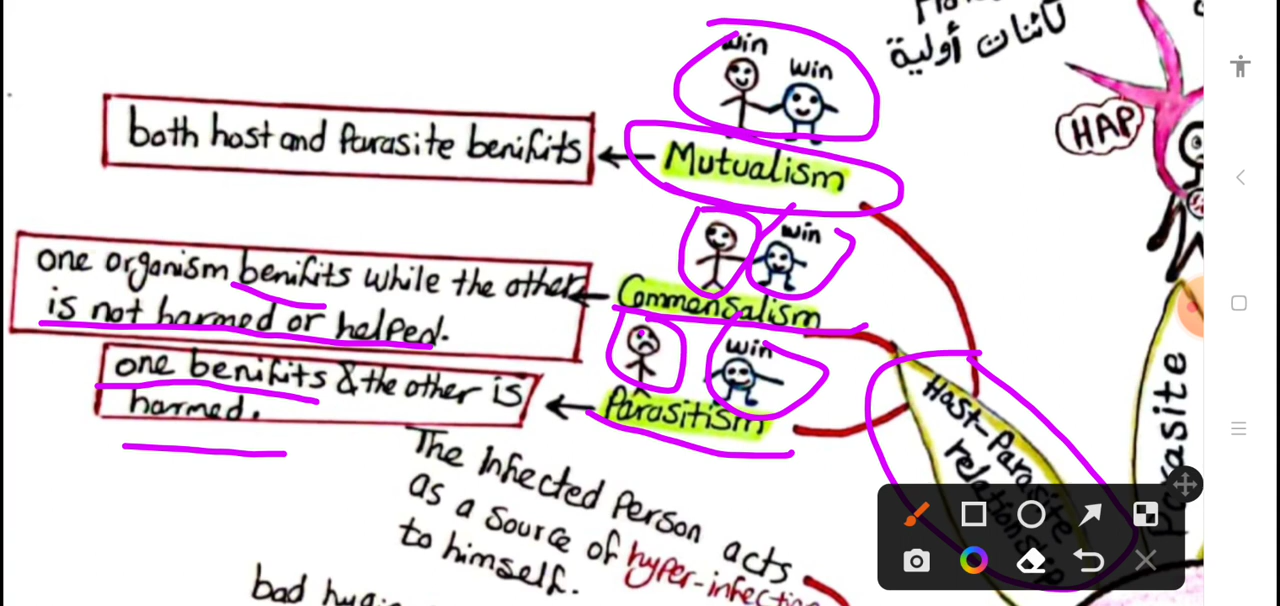 win
win
both host and Parasite benifits
Mutualism
win
one organism benifits while the other
is not harmed or helped.
Commensalism
win
one benifits & the other is
harmed.
Parasitism
Host-Parasite
relationship
The Infected Person acts
as a source of hyper-infection
to himself.
كائنات أولية
HAP
Parasite